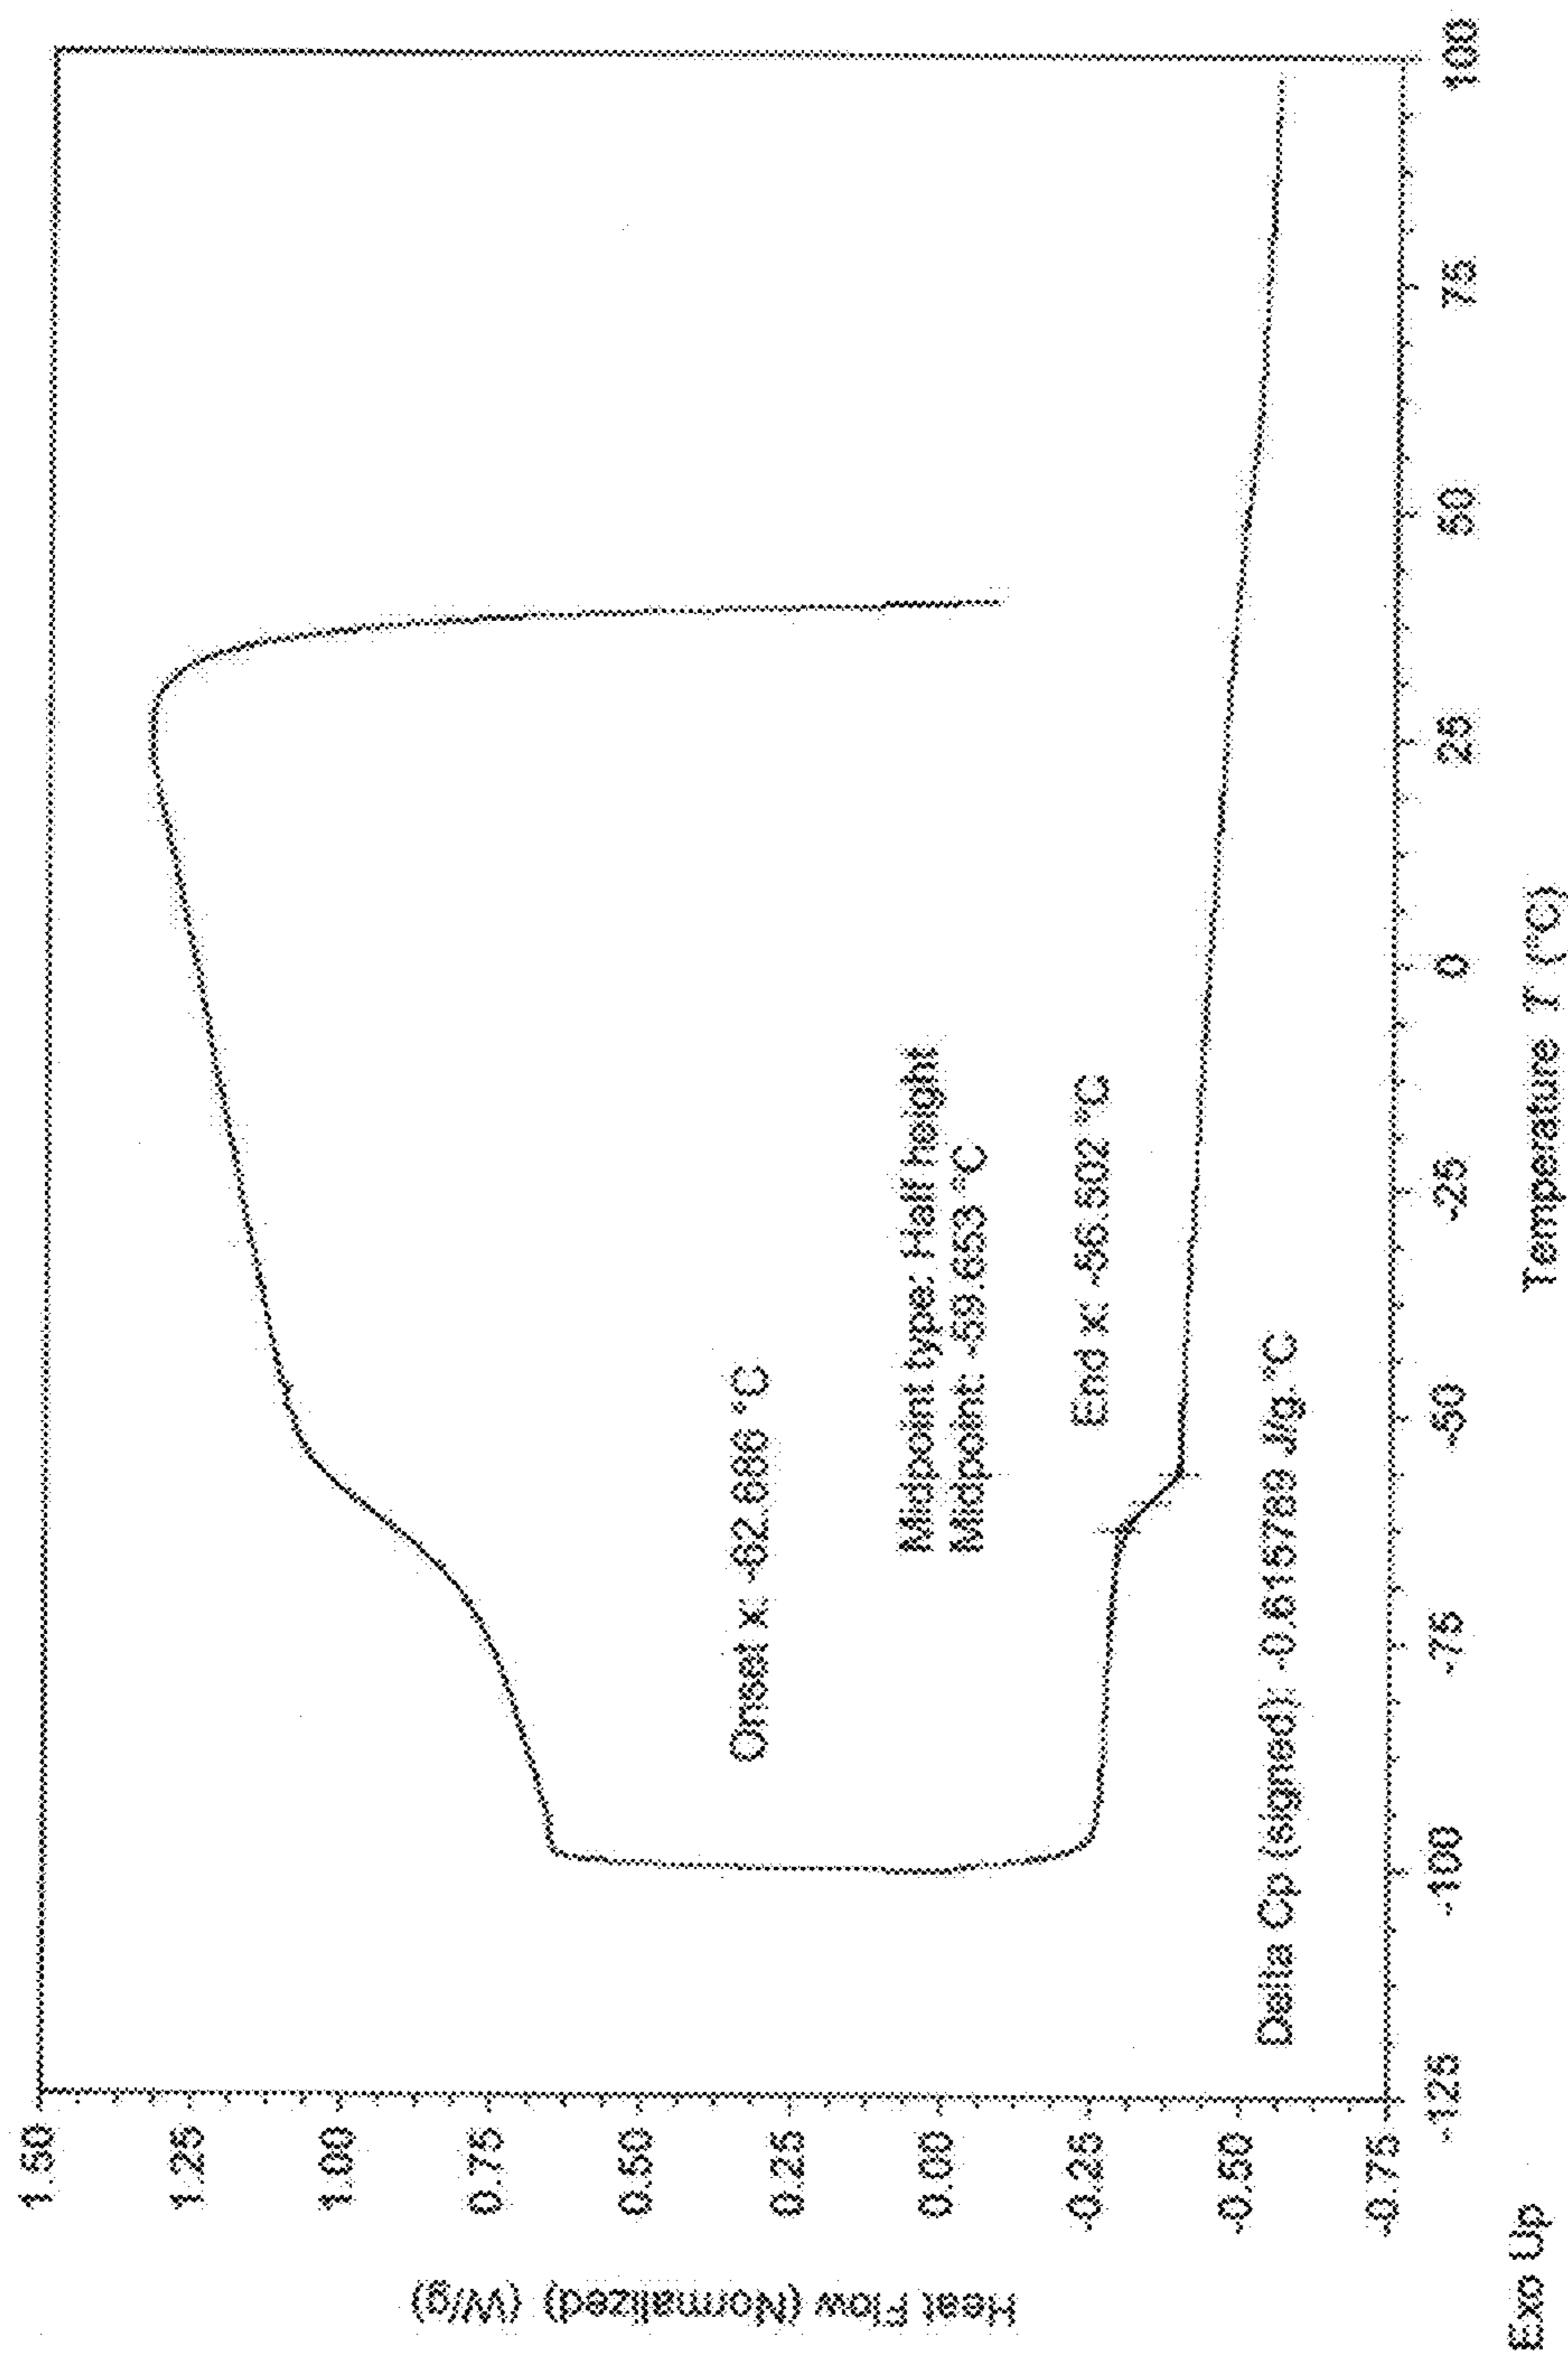 Heat Flow (Normalized) (W/g)
1.50
1.25
1.00
0.75
0.50
0.25
0.00
-0.25
-0.50
-0.75
Onset x: -62.686 °C
Midpoint type: Half height
Midpoint: -59.653 °C
End x: -56.602 °C
Delta Cp (signed): -0.615789 J/g.°C
-125
-100
-75
-50
-25
0
25
50
75
100
Exo Up
Temperature T (°C)